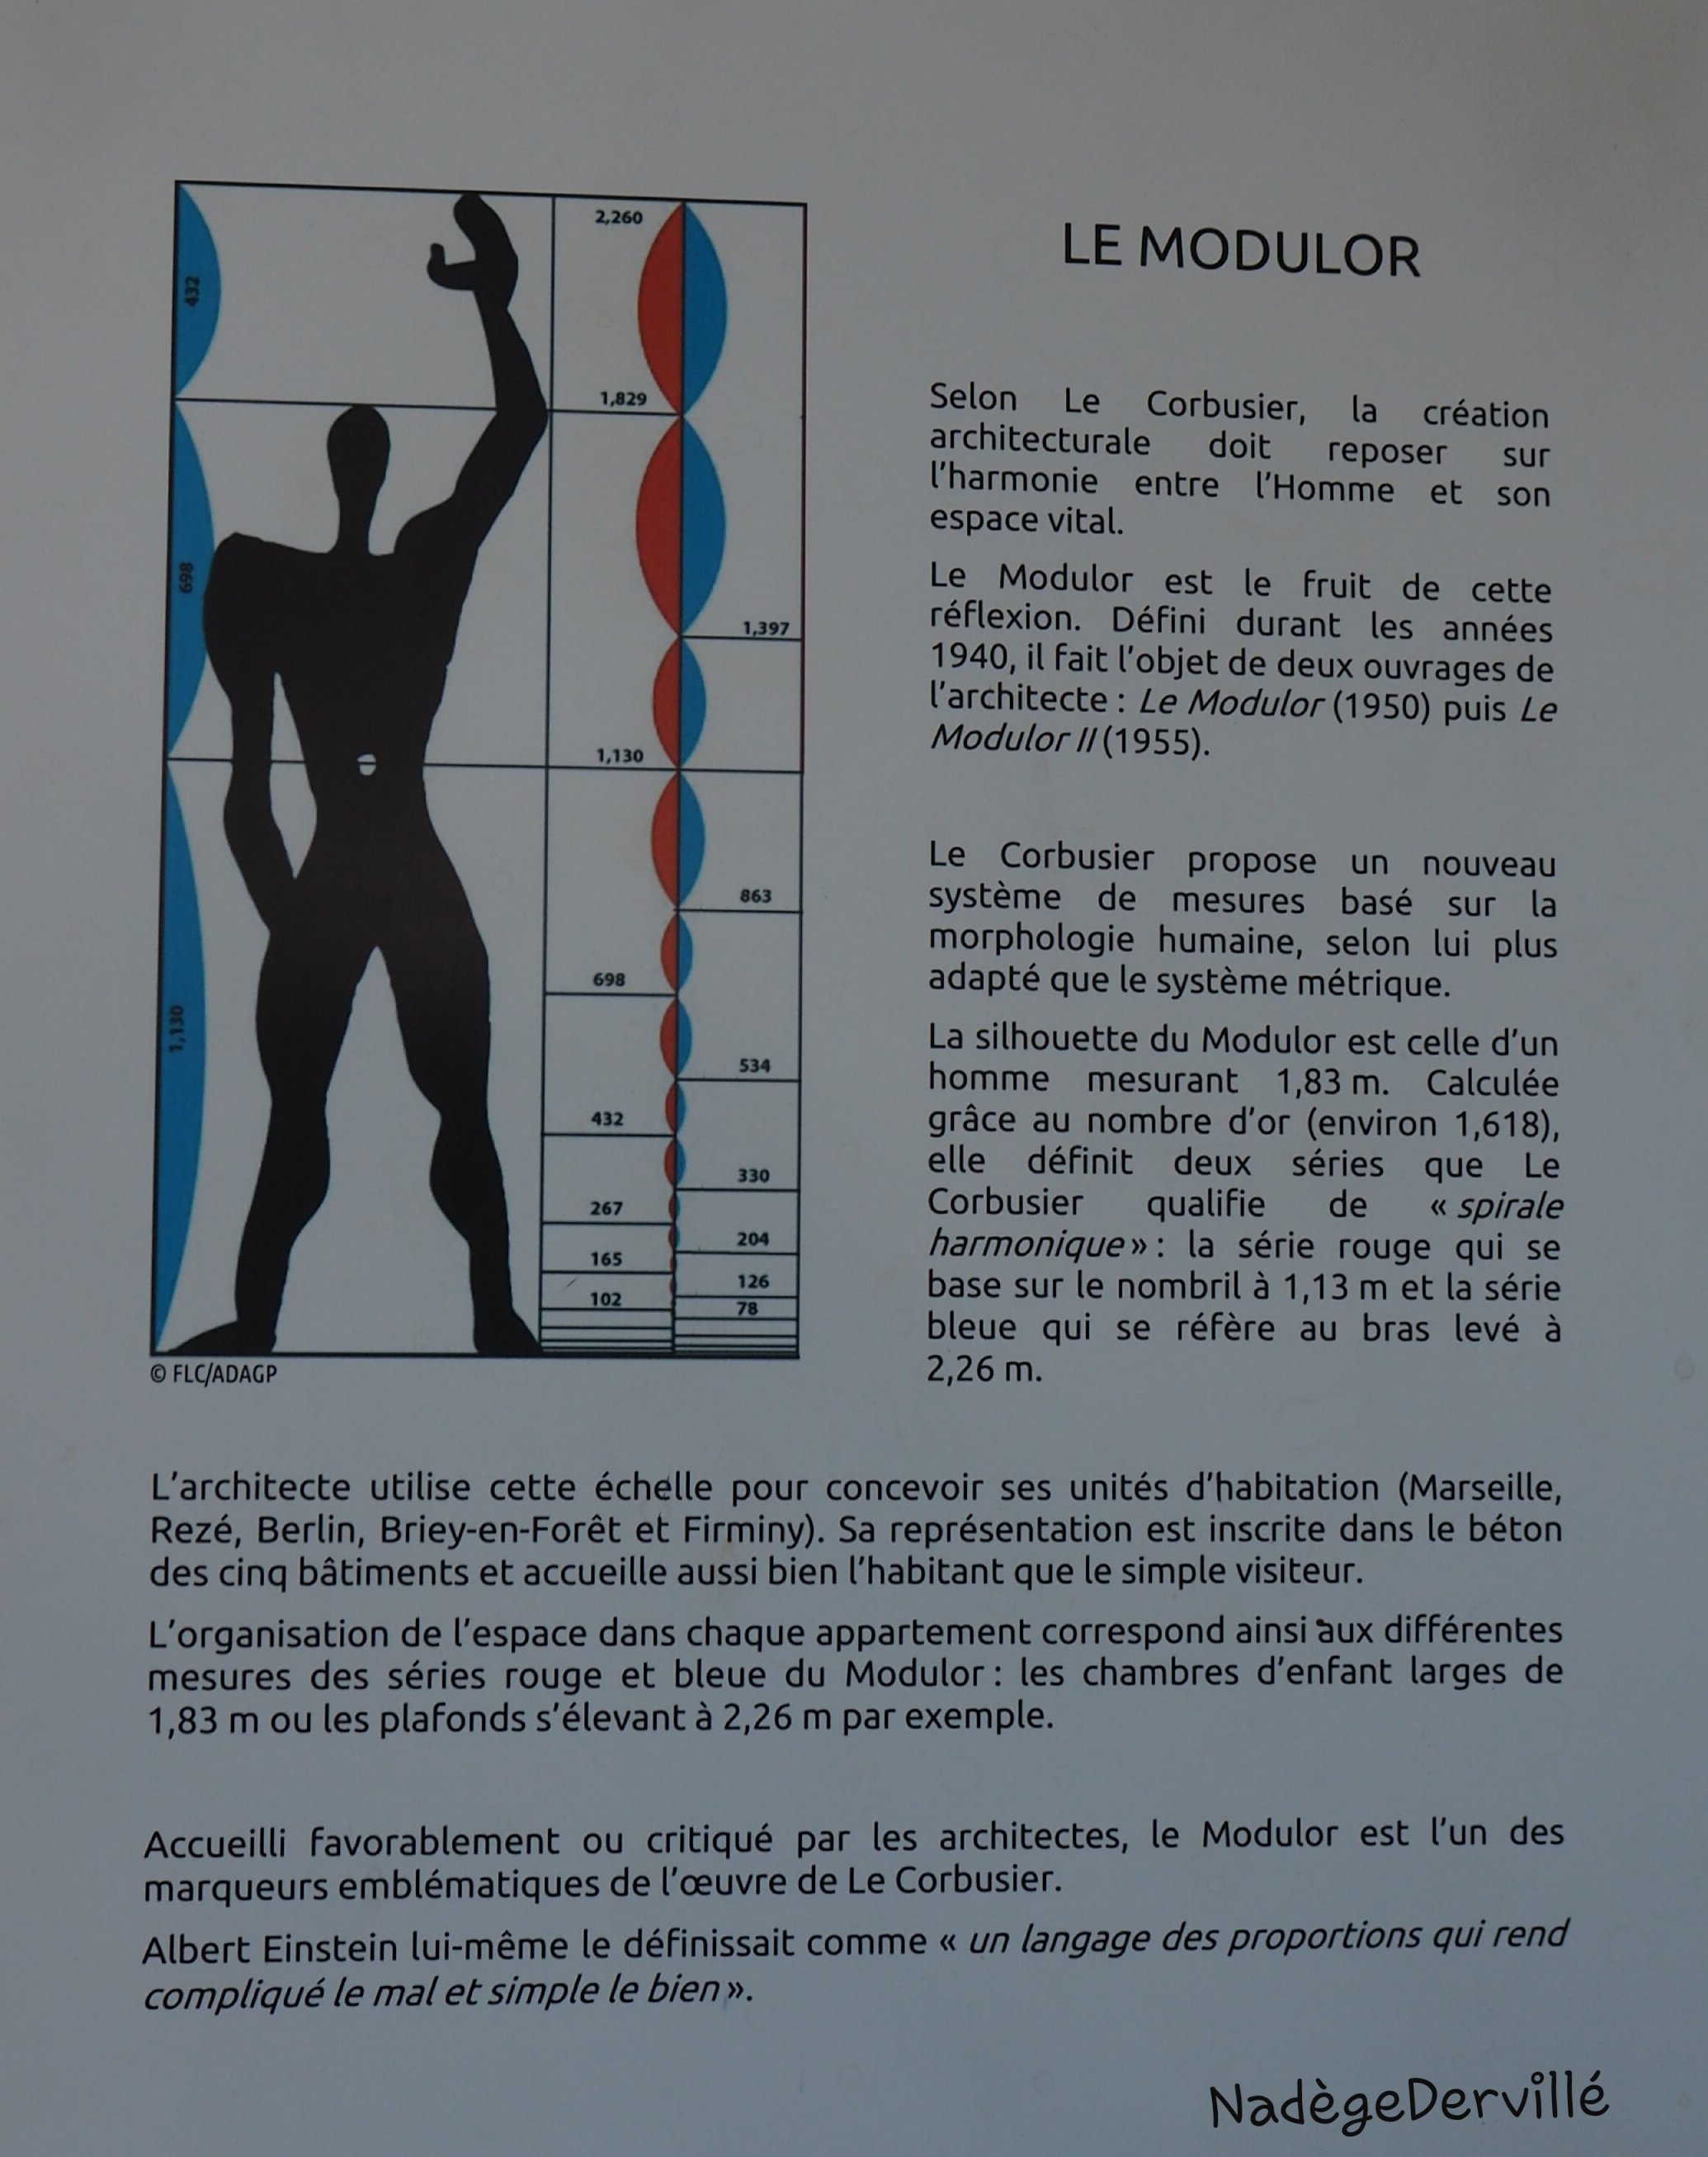 LE MODULOR
432
698
1,130
2,260
1,829
1,397
1,130
863
698
534
432
330
267
204
165
126
102
78
© FLC/ADAGP
Selon Le Corbusier, la création
architecturale doit reposer sur
l'harmonie entre l'Homme et son
espace vital.
Le Modulor est le fruit de cette
réflexion. Défini durant les années
1940, il fait l'objet de deux ouvrages de
l'architecte : Le Modulor (1950) puis Le
Modulor II (1955).
Le Corbusier propose un nouveau
système de mesures basé sur la
morphologie humaine, selon lui plus
adapté que le système métrique.
La silhouette du Modulor est celle d'un
homme mesurant 1,83 m. Calculée
grâce au nombre d'or (environ 1,618),
elle définit deux séries que Le
Corbusier qualifie de « spirale
harmonique » : la série rouge qui se
base sur le nombril à 1,13 m et la série
bleue qui se réfère au bras levé à
2,26 m.
L'architecte utilise cette échelle pour concevoir ses unités d'habitation (Marseille,
Rezé, Berlin, Briey-en-Forêt et Firminy). Sa représentation est inscrite dans le béton
des cinq bâtiments et accueille aussi bien l'habitant que le simple visiteur.
L'organisation de l'espace dans chaque appartement correspond ainsi aux différentes
mesures des séries rouge et bleue du Modulor : les chambres d'enfant larges de
1,83 m ou les plafonds s'élevant à 2,26 m par exemple.
Accueilli favorablement ou critiqué par les architectes, le Modulor est l'un des
marqueurs emblématiques de l'œuvre de Le Corbusier.
Albert Einstein lui-même le définissait comme « un langage des proportions qui rend
compliqué le mal et simple le bien ».
NadègeDervillé